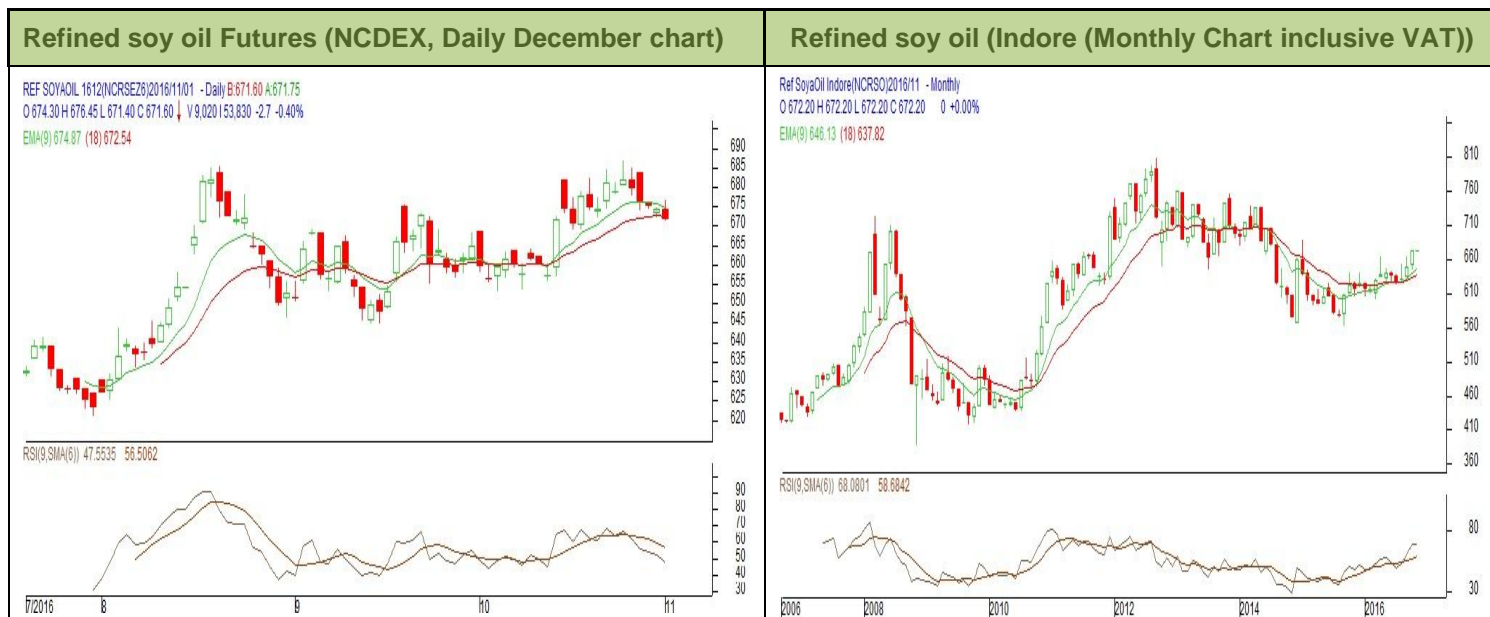 Refined soy oil Futures (NCDEX, Daily December chart)
REF SOYAOIL 1612(NCRSEZ6)2016/11/01 - Daily B:671.60 A:671.75
O 674.30 H 676.45 L 671.40 C 671.60 V 9,020 I 53,830 -2.7 -0.40%
EMA(9) 674.87 (18) 672.54
690
685
680
675
670
665
660
655
650
645
640
635
630
625
620
RSI(9,SMA(6)) 47.5535 56.5062
90
80
70
60
50
40
30
7/2016 8 9 10 11
Refined soy oil (Indore (Monthly Chart inclusive VAT))
Ref SoyaOil Indore(NCRSO)2016/11 - Monthly
O 672.20 H 672.20 L 672.20 C 672.20 0 +0.00%
EMA(9) 646.13 (18) 637.82
810
760
710
660
610
560
510
460
410
360
RSI(9,SMA(6)) 68.0801 58.6842
80
30
2006 2008 2010 2012 2014 2016